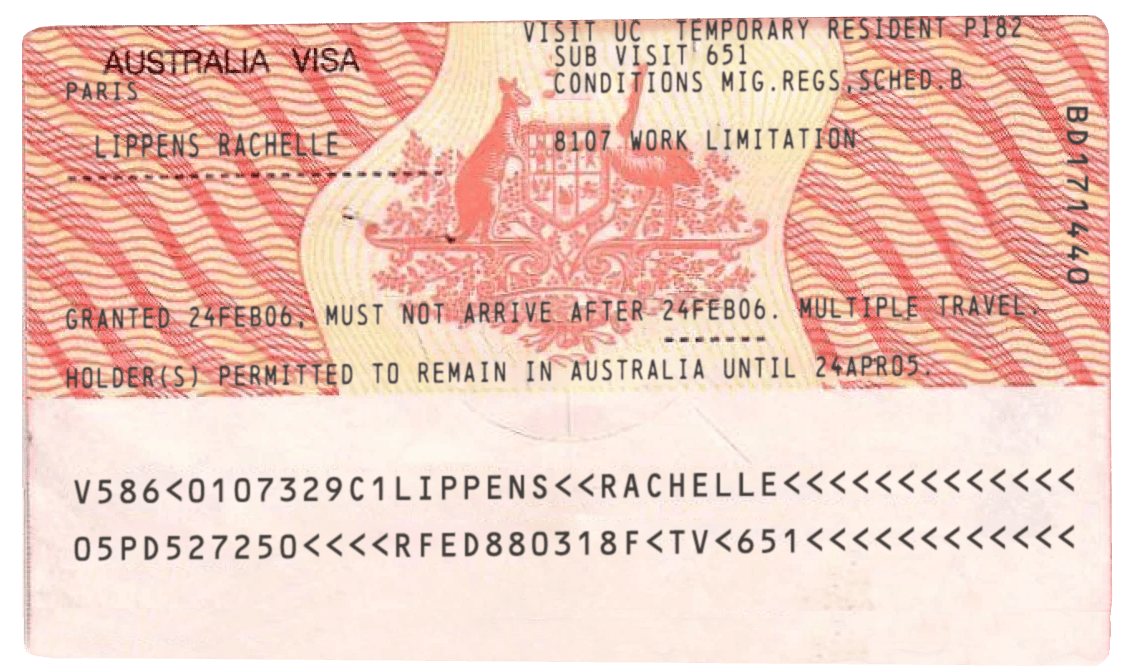 VISIT UC TEMPORARY RESIDENT P182
AUSTRALIA VISA
SUB VISIT 651
PARIS
CONDITIONS MIG.REGS,SCHED.B
LIPPENS RACHELLE
8107 WORK LIMITATION
BD171440
GRANTED 24FEB06, MUST NOT ARRIVE AFTER 24FEB06. MULTIPLE TRAVEL.
HOLDER(S) PERMITTED TO REMAIN IN AUSTRALIA UNTIL 24APR05.
V586<0107329C1LIPPENS<<RACHELLE<<<<<<<<<<<<<
05PD527250<<<<RFED880318F<TV<651<<<<<<<<<<<<